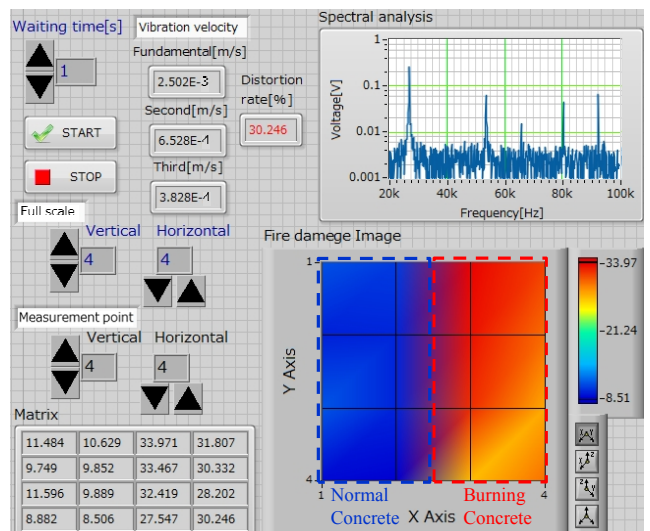 Waiting time[s]
1
START
STOP
Vibration velocity
Fundamental[m/s]
2.502E-3
Second[m/s]
6.528E-4
Third[m/s]
3.828E-4
Distortion
rate[%]
30.246
Spectral analysis
Voltage[V]
1-
0.1-
0.01-
0.001-
20k 40k 60k 80k 100k
Frequency[Hz]
Full scale
Vertical Horizontal
4 4
Measurement point
Vertical Horizontal
4 4
Matrix
11.484 10.629 33.971 31.807
9.749 9.852 33.467 30.332
11.596 9.889 32.419 28.202
8.882 8.506 27.547 30.246
Fire damege Image
Y Axis
1-
4-
1 4
X Axis
Normal
Concrete
Burning
Concrete
-33.97
-21.24
-8.51